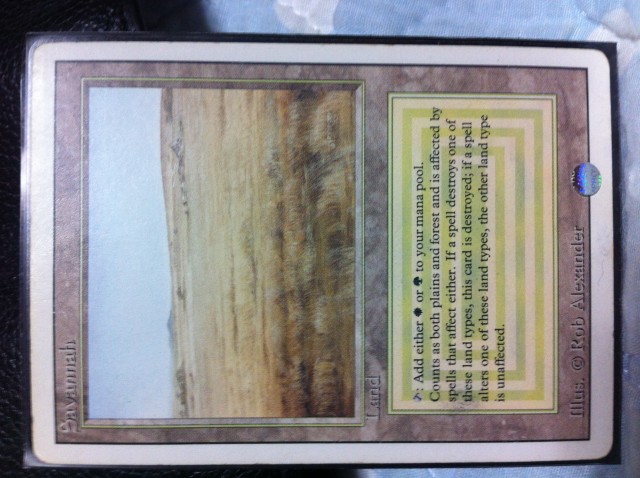 Savannah
Land
: Add either or to your mana pool.
Counts as both plains and forest and is affected by
spells that affect either. If a spell destroys one of
these land types, this card is destroyed; if a spell
alters one of these land types, the other land type
is unaffected.
Illus. © Rob Alexander